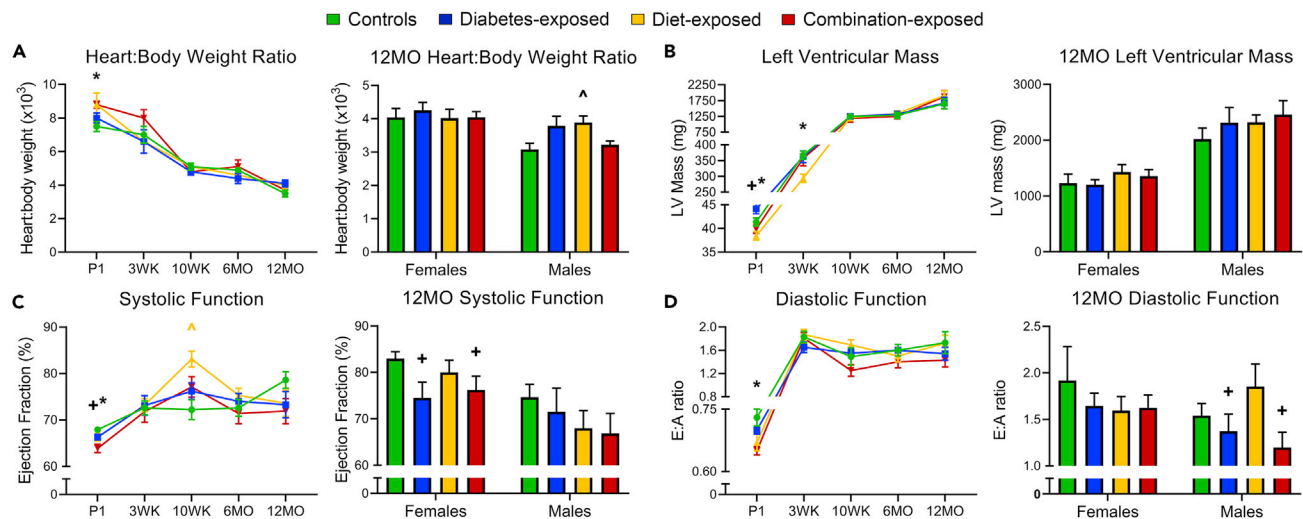 Controls Diabetes-exposed Diet-exposed Combination-exposed
A
Heart:Body Weight Ratio
Heart:body weight (x10³)
10
8
6
4
2
0
*
P1 3WK 10WK 6MO 12MO
12MO Heart:Body Weight Ratio
Heart:body weight (x10³)
5
4
3
2
1
0
^
Females Males
B
Left Ventricular Mass
LV Mass (mg)
2250
1750
1250
750
400
350
300
250
45
40
35
+*
*
P1 3WK 10WK 6MO 12MO
12MO Left Ventricular Mass
LV mass (mg)
3000
2000
1000
0
Females Males
C
Systolic Function
Ejection Fraction (%)
90
80
70
60
0
+*
^
P1 3WK 10WK 6MO 12MO
12MO Systolic Function
Ejection Fraction (%)
90
80
70
60
0
+ +
Females Males
D
Diastolic Function
E:A ratio
2.0
1.6
1.2
0.8
0.75
0.60
0
*
P1 3WK 10WK 6MO 12MO
12MO Diastolic Function
E:A ratio
2.5
2.0
1.5
1.0
0
+ +
Females Males